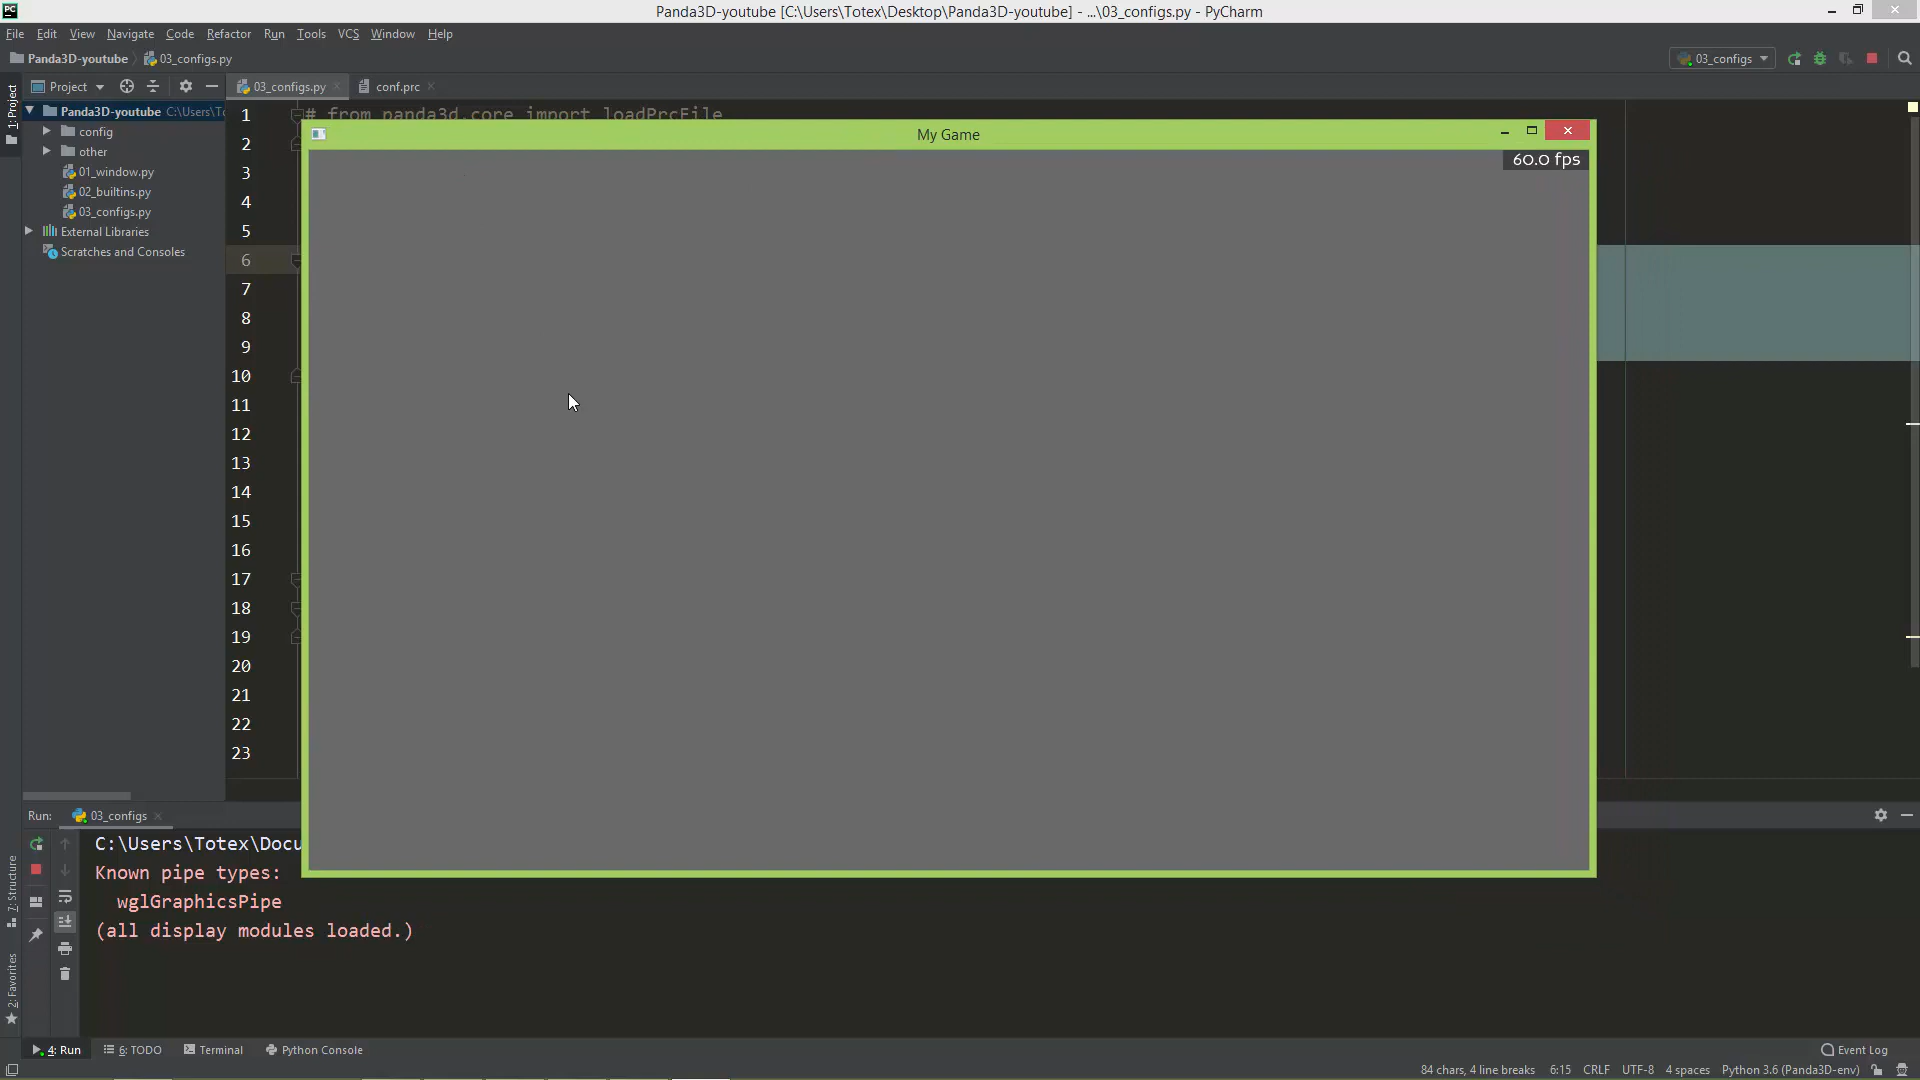 PC
Panda3D-youtube [C:\Users\Totex\Desktop\Panda3D-youtube] - ...\03_configs.py - PyCharm
File Edit View Navigate Code Refactor Run Tools VCS Window Help
Panda3D-youtube 03_configs.py
03_configs
1: Project
Project
03_configs.py conf.prc
Panda3D-youtube C:\Users\To
config
other
01_window.py
02_builtins.py
03_configs.py
External Libraries
Scratches and Consoles
1 # from panda3d.core import loadPrcFile
2
3
4
5
6
7
8
9
10
11
12
13
14
15
16
17
18
19
20
21
22
23
My Game
60.0 fps
Run: 03_configs
C:\Users\Totex\Docu
Known pipe types:
wglGraphicsPipe
(all display modules loaded.)
7: Structure
2: Favorites
4: Run 6: TODO Terminal Python Console Event Log
84 chars, 4 line breaks 6:15 CRLF UTF-8 4 spaces Python 3.6 (Panda3D-env)